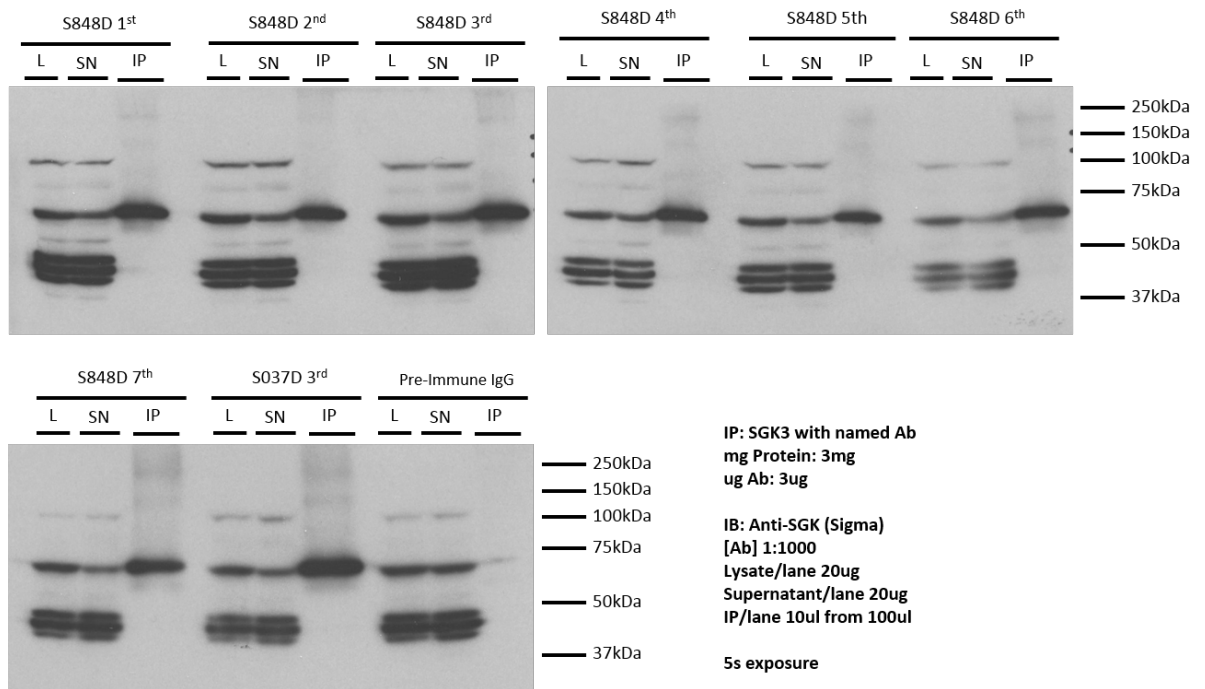 S848D 1st
S848D 2nd
S848D 3rd
S848D 4th
S848D 5th
S848D 6th
L SN IP L SN IP L SN IP L SN IP L SN IP L SN IP
250kDa
150kDa
100kDa
75kDa
50kDa
37kDa
S848D 7th
S037D 3rd
Pre-Immune IgG
L SN IP L SN IP L SN IP
250kDa
150kDa
100kDa
75kDa
50kDa
37kDa
IP: SGK3 with named Ab
mg Protein: 3mg
ug Ab: 3ug
IB: Anti-SGK (Sigma)
[Ab] 1:1000
Lysate/lane 20ug
Supernatant/lane 20ug
IP/lane 10ul from 100ul
5s exposure